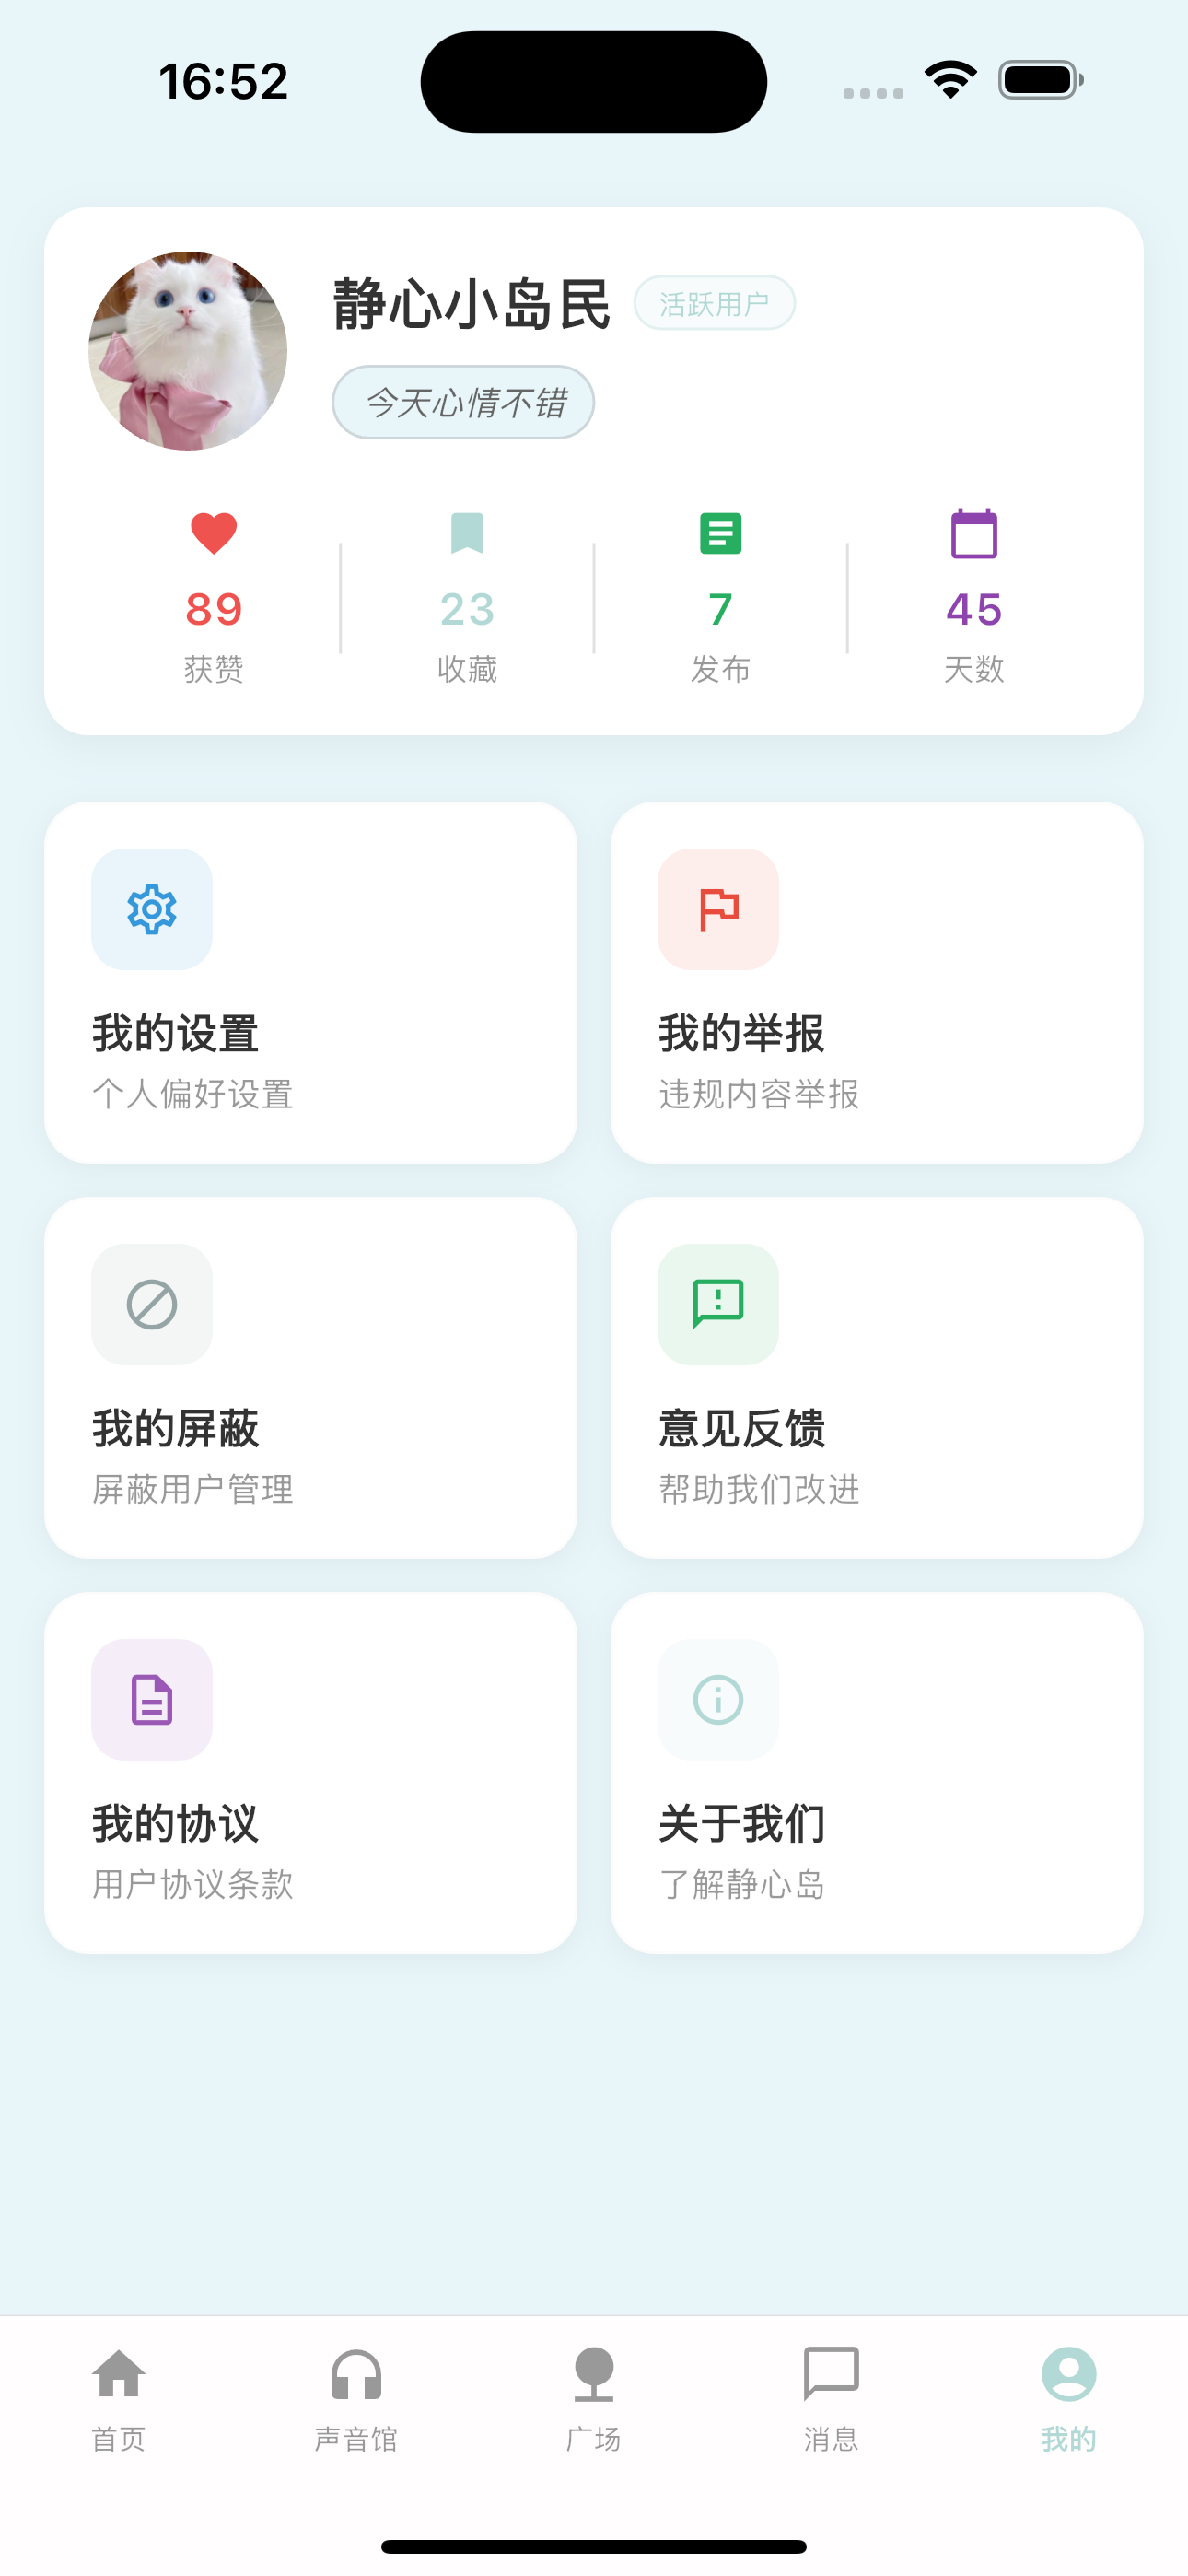 16:52
静心小岛民 活跃用户
今天心情不错
89 23 7 45
获赞 收藏 发布 天数
我的设置 我的举报
个人偏好设置 违规内容举报
我的屏蔽 意见反馈
屏蔽用户管理 帮助我们改进
我的协议 关于我们
用户协议条款 了解静心岛
首页 声音馆 广场 消息 我的